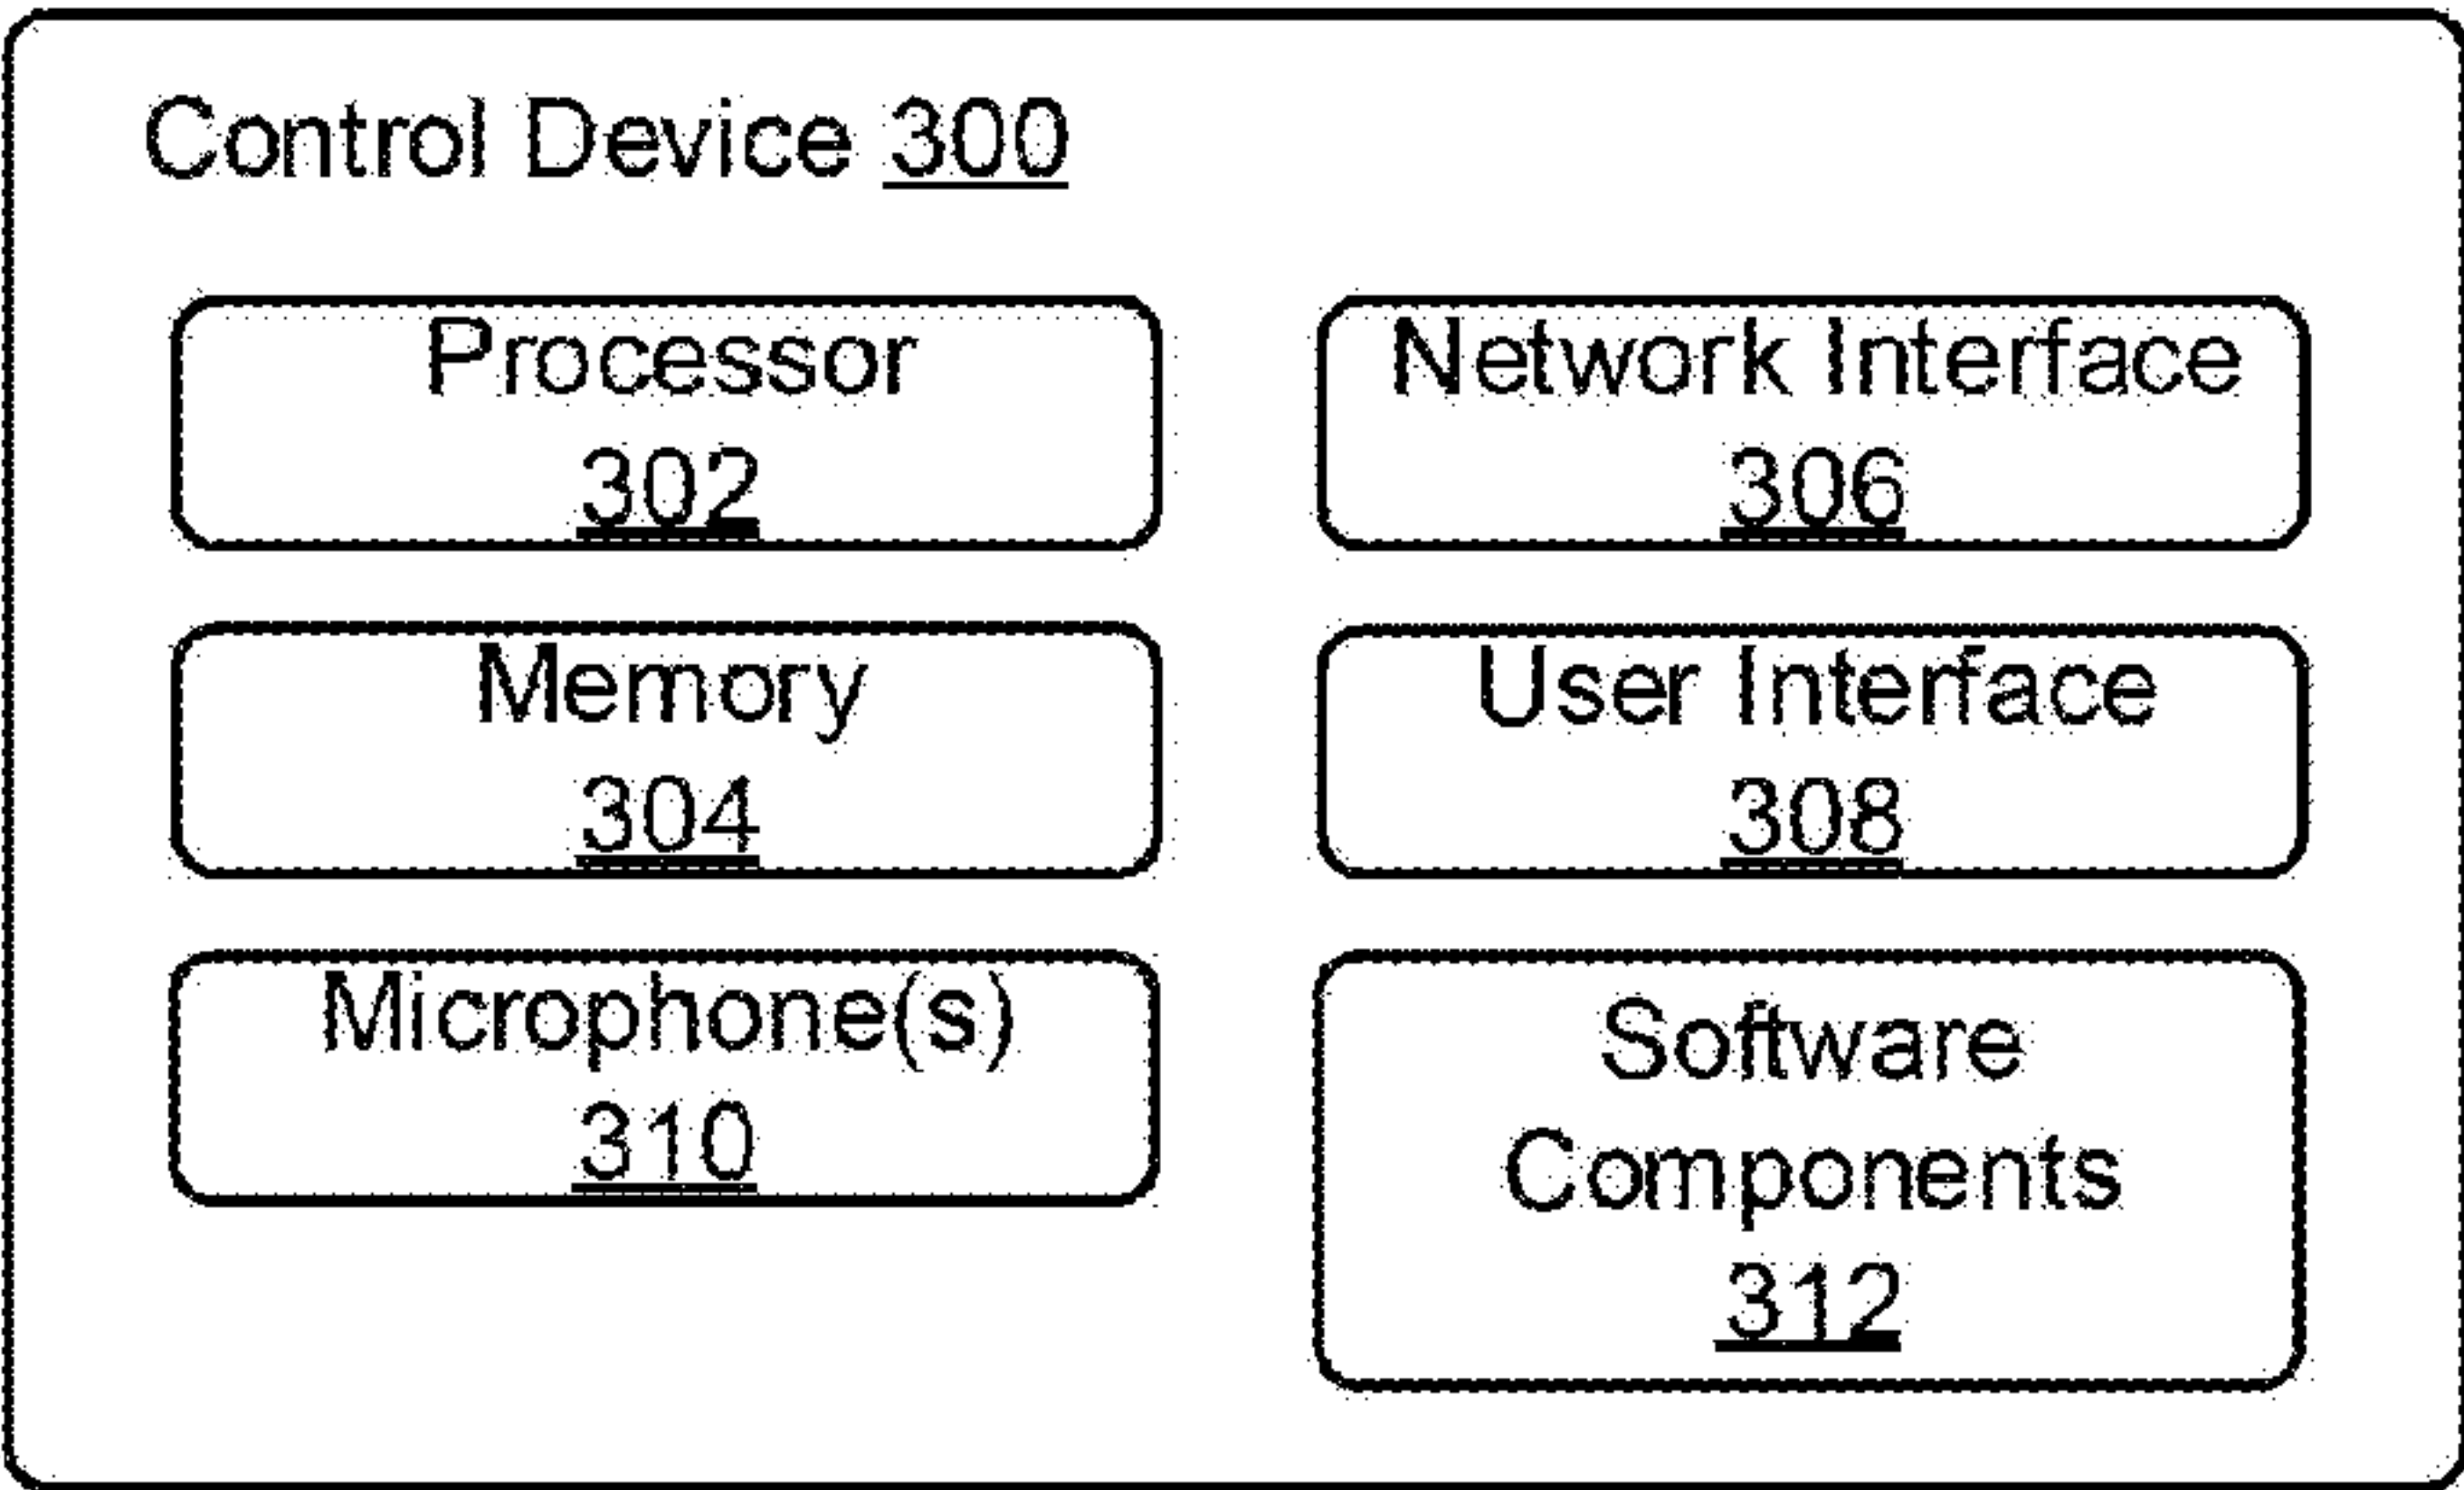 Control Device 300
Processor
302
Network Interface
306
Memory
304
User Interface
308
Microphone(s)
310
Software
Components
312